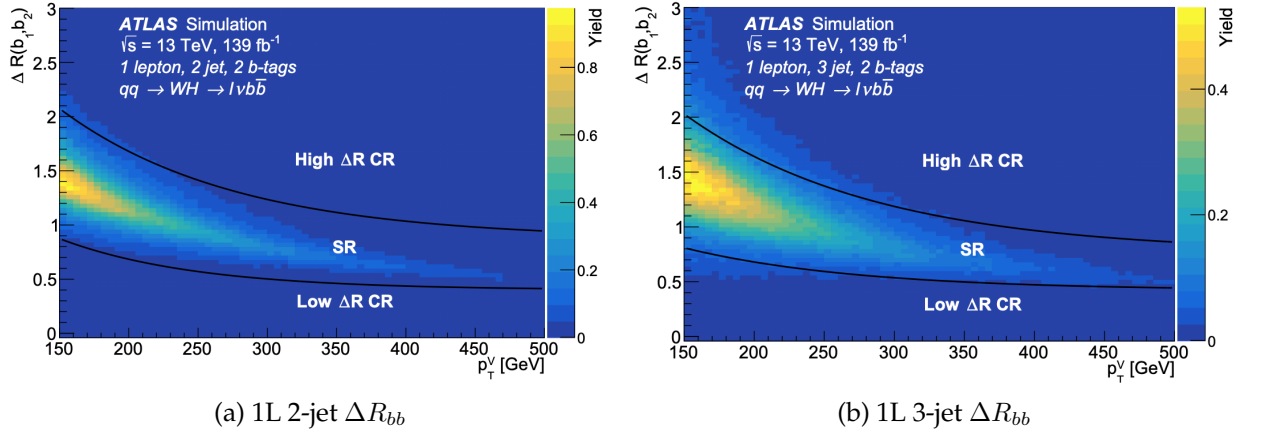 ATLAS Simulation
√s = 13 TeV, 139 fb⁻¹
1 lepton, 2 jet, 2 b-tags
qq → WH → lνbb̅
High ΔR CR
SR
Low ΔR CR
Δ R(b₁,b₂)
3
2.5
2
1.5
1
0.5
0
150 200 250 300 350 400 450 500
p_T^V [GeV]
Yield
0.8
0.6
0.4
0.2
0
(a) 1L 2-jet ΔR_bb
ATLAS Simulation
√s = 13 TeV, 139 fb⁻¹
1 lepton, 3 jet, 2 b-tags
qq → WH → lνbb̅
High ΔR CR
SR
Low ΔR CR
Δ R(b₁,b₂)
3
2.5
2
1.5
1
0.5
0
150 200 250 300 350 400 450 500
p_T^V [GeV]
Yield
0.4
0.2
0
(b) 1L 3-jet ΔR_bb